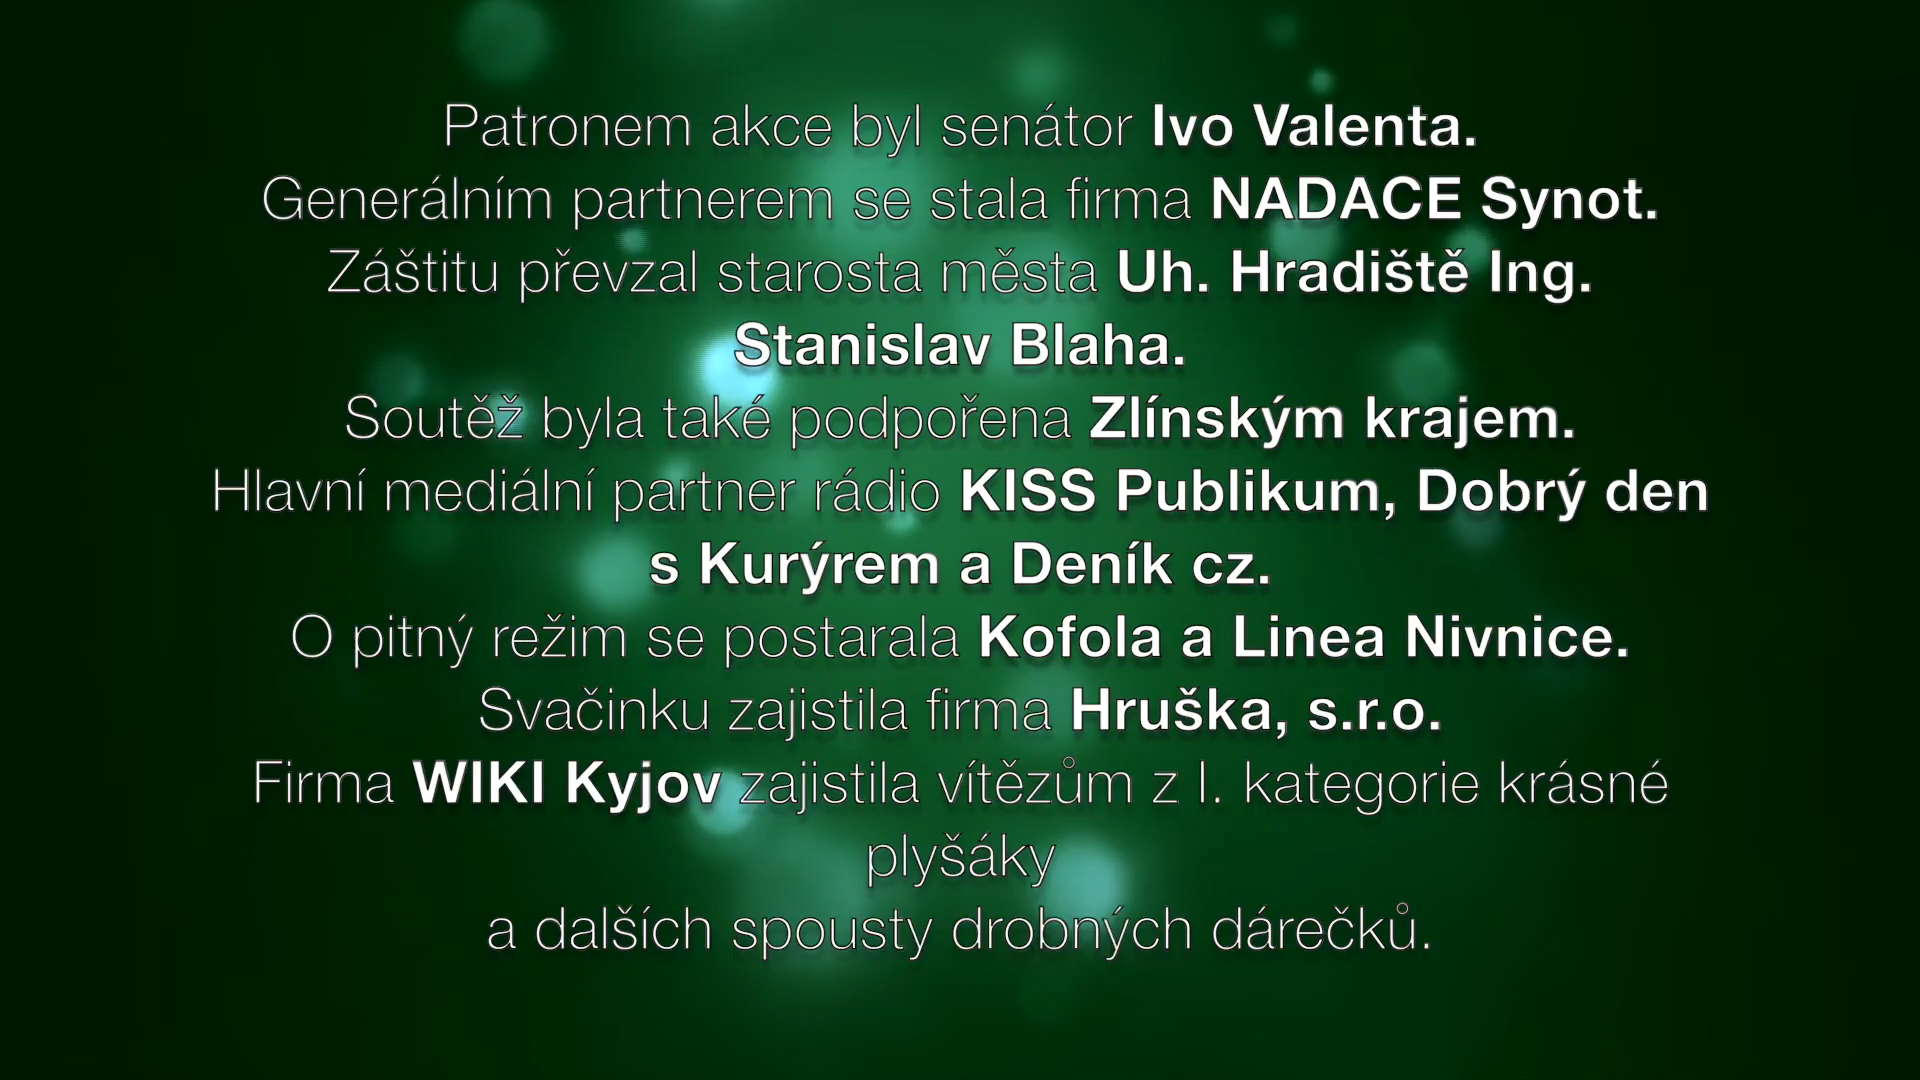 Patronem akce byl senátor Ivo Valenta.
Generálním partnerem se stala firma NADACE Synot.
Záštitu převzal starosta města Uh. Hradiště Ing.
Stanislav Blaha.
Soutěž byla také podpořena Zlínským krajem.
Hlavní mediální partner rádio KISS Publikum, Dobrý den
s Kurýrem a Deník cz.
O pitný režim se postarala Kofola a Linea Nivnice.
Svačinku zajistila firma Hruška, s.r.o.
Firma WIKI Kyjov zajistila vítězům z I. kategorie krásné
plyšáky
a dalších spousty drobných dárečků.